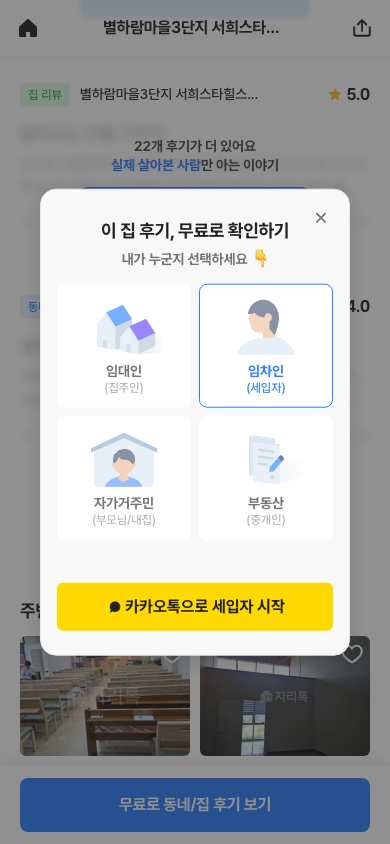 별하람마을3단지 서희스타...
집 리뷰
별하람마을3단지 서희스타힐스...
5.0
22개 후기가 더 있어요
실제 살아본 사람만 아는 이야기
이 집 후기, 무료로 확인하기
내가 누군지 선택하세요 👇
임대인
(집주인)
임차인
(세입자)
자가거주민
(부모님/내집)
부동산
(중개인)
카카오톡으로 세입자 시작
4.0
자리톡
무료로 동네/집 후기 보기